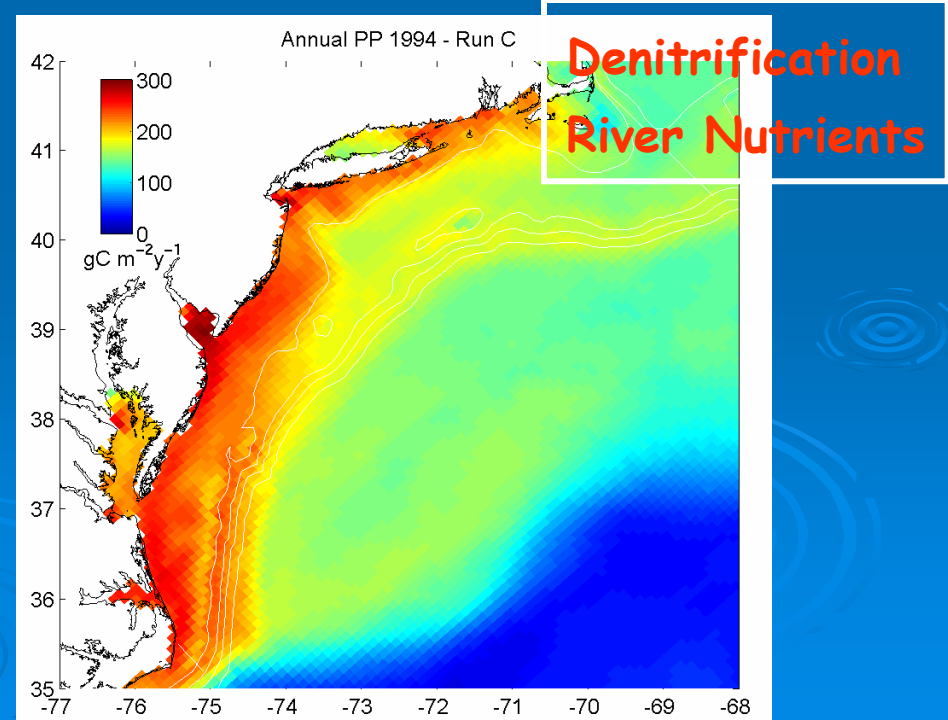 Annual PP 1994 - Run C
Denitrification
River Nutrients
300
200
100
0
gC m⁻²y⁻¹
42
41
40
39
38
37
36
35
-77 -76 -75 -74 -73 -72 -71 -70 -69 -68